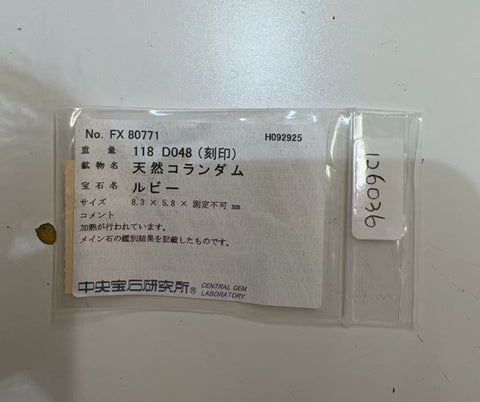 No. FX 80771 H092925
重量 118 D048 (刻印)
鉱物名 天然コランダム
宝石名 ルビー
サイズ 8.3 × 5.8 × 測定不可 mm
コメント
加熱が行われています。
メイン石の鑑別結果を記載したものです。
中央宝石研究所® CENTRAL GEM
LABORATORY
126036